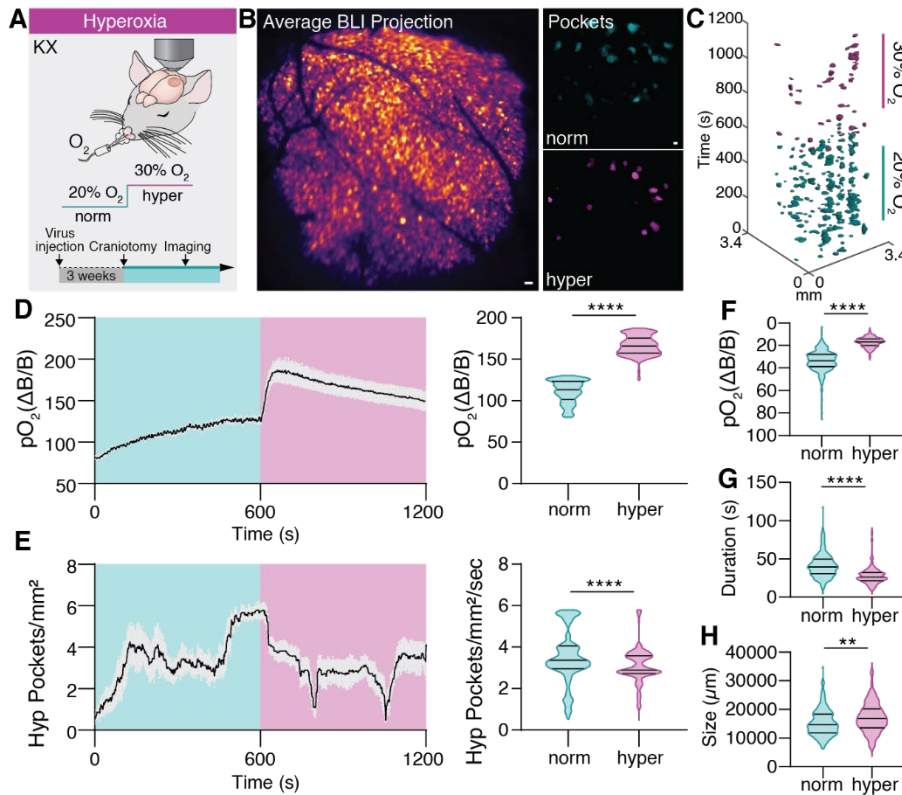 A
Hyperoxia
KX
O2
30% O2
20% O2
hyper
norm
Virus
injection
Craniotomy
Imaging
3 weeks
B
Average BLI Projection
Pockets
norm
hyper
C
1200
1000
800
600
400
200
0
Time (s)
3.4
0
0
mm
3.4
30% O2
20% O2
D
250
200
150
100
50
pO2(ΔB/B)
0
600
1200
Time (s)
200
150
100
50
0
pO2(ΔB/B)
****
norm
hyper
E
8
6
4
2
0
Hyp Pockets/mm²
0
600
1200
Time (s)
8
6
4
2
0
Hyp Pockets/mm²/sec
****
norm
hyper
F
0
20
40
60
80
100
pO2(ΔB/B)
****
norm
hyper
G
150
100
50
0
Duration (s)
****
norm
hyper
H
40000
30000
20000
10000
0
Size (µm)
**
norm
hyper